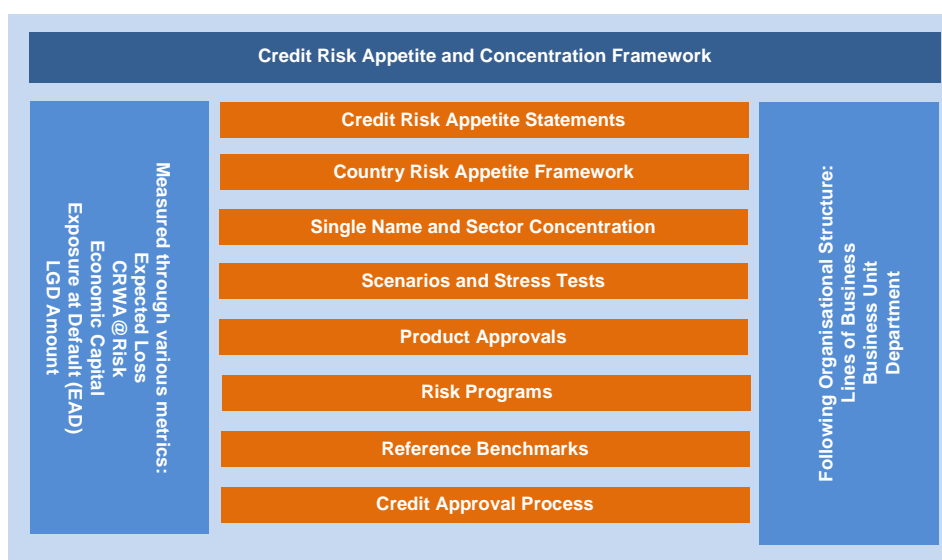 Credit Risk Appetite and Concentration Framework
Measured through various metrics:
Expected Loss
CRWA@Risk
Economic Capital
Exposure at Default (EAD)
LGD Amount
Credit Risk Appetite Statements
Country Risk Appetite Framework
Single Name and Sector Concentration
Scenarios and Stress Tests
Product Approvals
Risk Programs
Reference Benchmarks
Credit Approval Process
Following Organisational Structure:
Lines of Business
Business Unit
Department